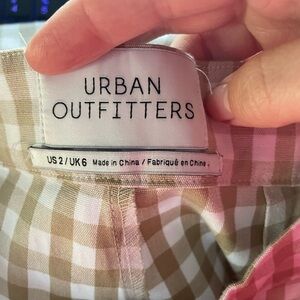 URBAN
OUTFITTERS
US 2 / UK 6 Made in China / Fabriqué en Chine.